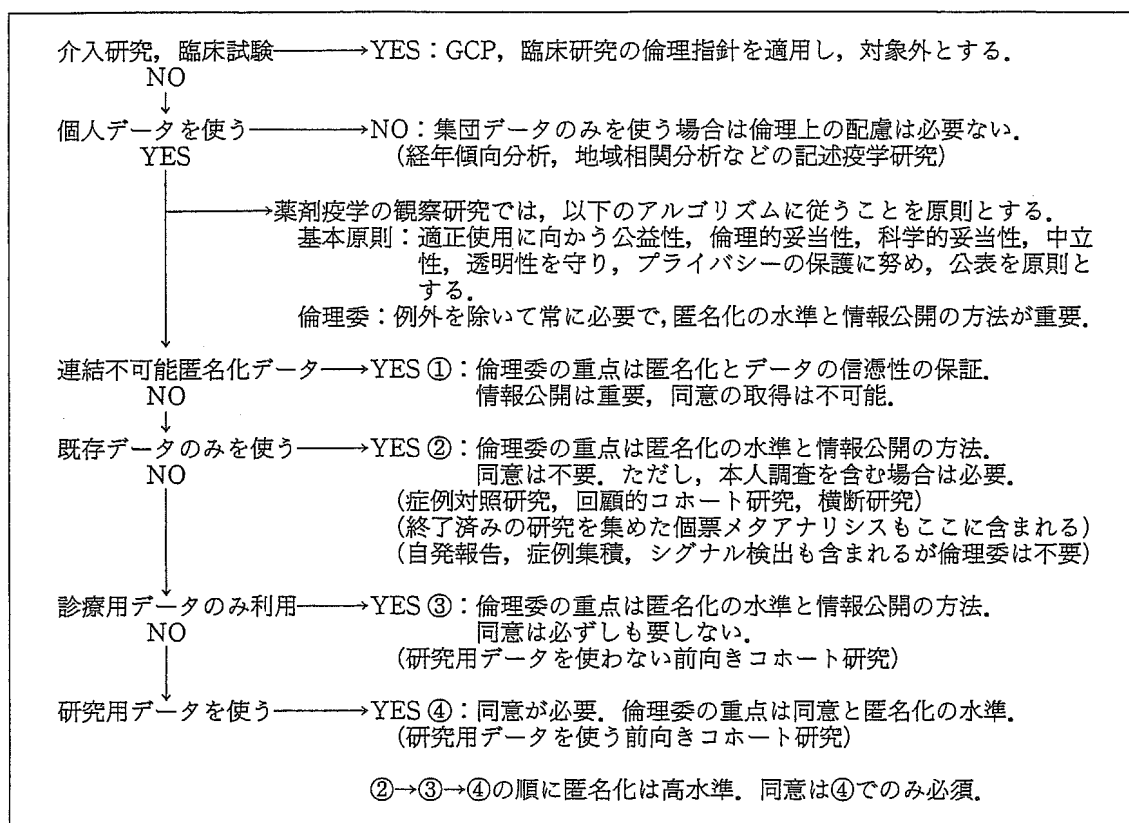 介入研究，臨床試験→YES：GCP，臨床研究の倫理指針を適用し，対象外とする．
NO
↓
個人データを使う→NO：集団データのみを使う場合は倫理上の配慮は必要ない．
YES
(経年傾向分析，地域相関分析などの記述疫学研究)
→薬剤疫学の観察研究では，以下のアルゴリズムに従うことを原則とする．
基本原則：適正使用に向かう公益性，倫理的妥当性，科学的妥当性，中立
性，透明性を守り，プライバシーの保護に努め，公表を原則と
する．
倫理委：例外を除いて常に必要で，匿名化の水準と情報公開の方法が重要．
↓
連結不可能匿名化データ→YES ①：倫理委の重点は匿名化とデータの信憑性の保証．
NO
情報公開は重要，同意の取得は不可能．
↓
既存データのみを使う→YES ②：倫理委の重点は匿名化の水準と情報公開の方法．
NO
同意は不要．ただし，本人調査を含む場合は必要．
(症例対照研究，回顧的コホート研究，横断研究)
(終了済みの研究を集めた個票メタアナリシスもここに含まれる)
(自発報告，症例集積，シグナル検出も含まれるが倫理委は不要)
↓
診療用データのみ利用→YES ③：倫理委の重点は匿名化の水準と情報公開の方法．
NO
同意は必ずしも要しない．
(研究用データを使わない前向きコホート研究)
↓
研究用データを使う→YES ④：同意が必要．倫理委の重点は同意と匿名化の水準．
(研究用データを使う前向きコホート研究)
②→③→④の順に匿名化は高水準．同意は④でのみ必須．